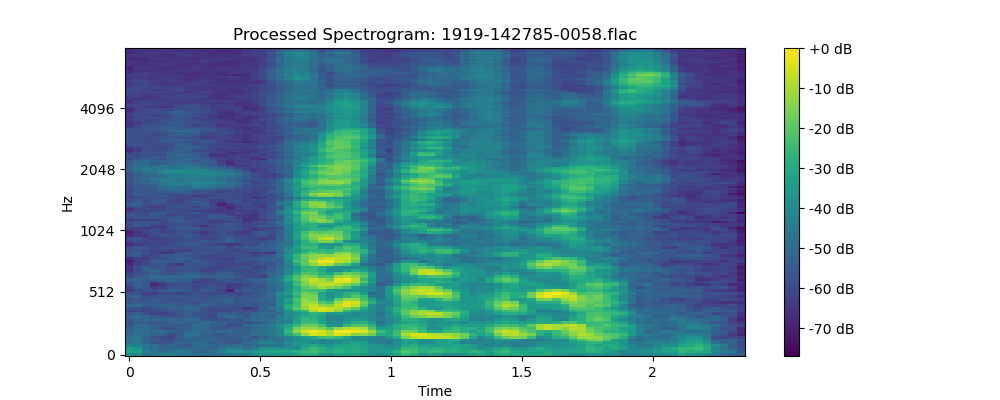 Processed Spectrogram: 1919-142785-0058.flac
Hz
4096
2048
1024
512
0
0
0.5
1
1.5
2
Time
+0 dB
-10 dB
-20 dB
-30 dB
-40 dB
-50 dB
-60 dB
-70 dB